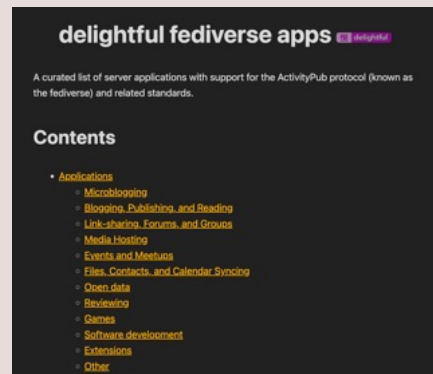 delightful fediverse apps delightful
A curated list of server applications with support for the ActivityPub protocol (known as
the fediverse) and related standards.
Contents
Applications
Microblogging
Blogging, Publishing, and Reading
Link-sharing, Forums, and Groups
Media Hosting
Events and Meetups
Files, Contacts, and Calendar Syncing
Open data
Reviewing
Games
Software development
Extensions
Other